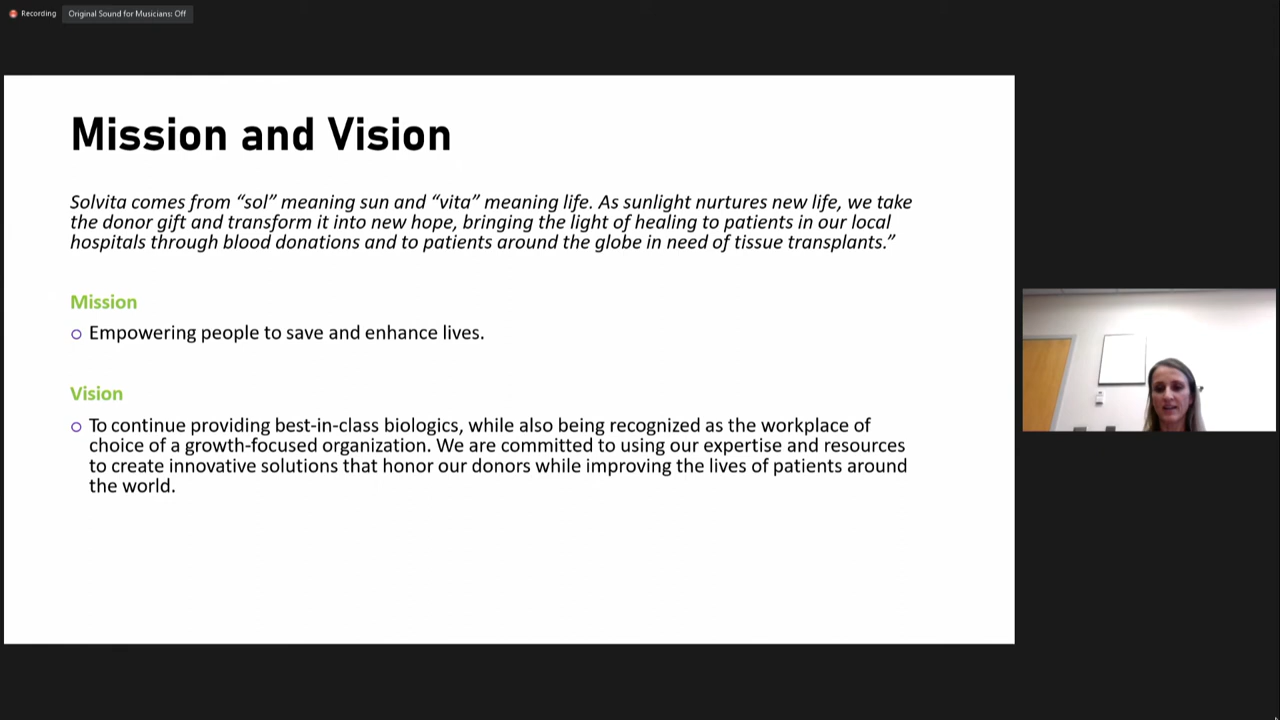 Recording
Original Sound for Musicians: Off
Mission and Vision
Solvita comes from “sol” meaning sun and “vita” meaning life. As sunlight nurtures new life, we take
the donor gift and transform it into new hope, bringing the light of healing to patients in our local
hospitals through blood donations and to patients around the globe in need of tissue transplants.”
Mission
Empowering people to save and enhance lives.
Vision
To continue providing best-in-class biologics, while also being recognized as the workplace of
choice of a growth-focused organization. We are committed to using our expertise and resources
to create innovative solutions that honor our donors while improving the lives of patients around
the world.